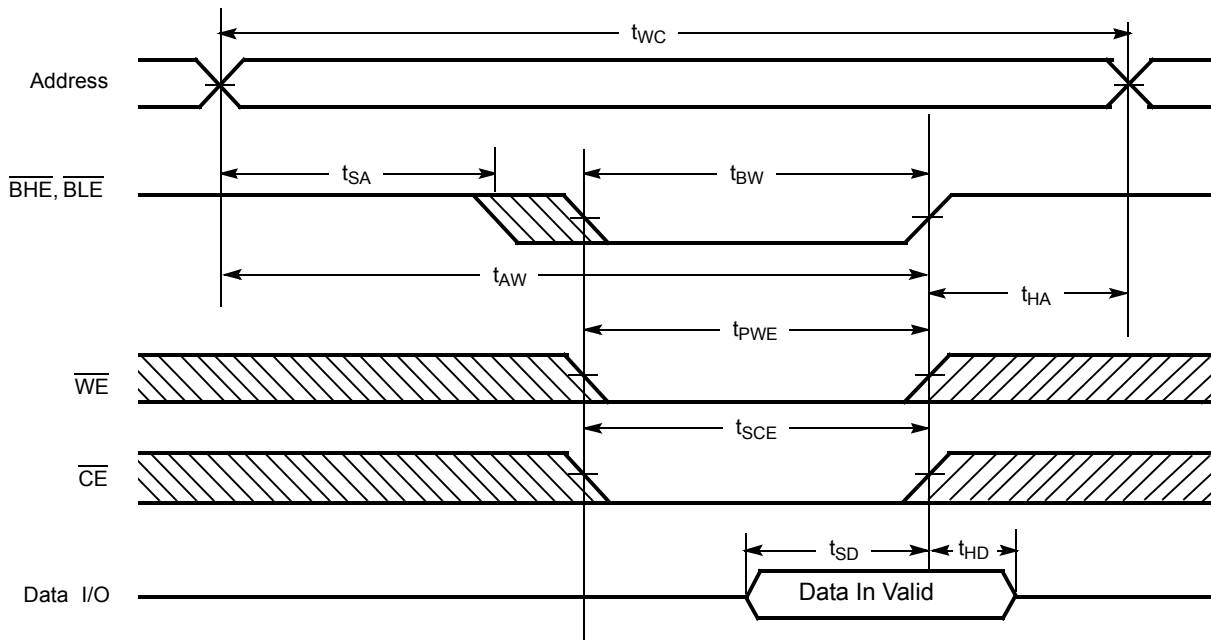 tWC
Address
tSA
tBW
BHE, BLE
tAW
tHA
tPWE
WE
tSCE
CE
tSD
tHD
Data I/O
Data In Valid